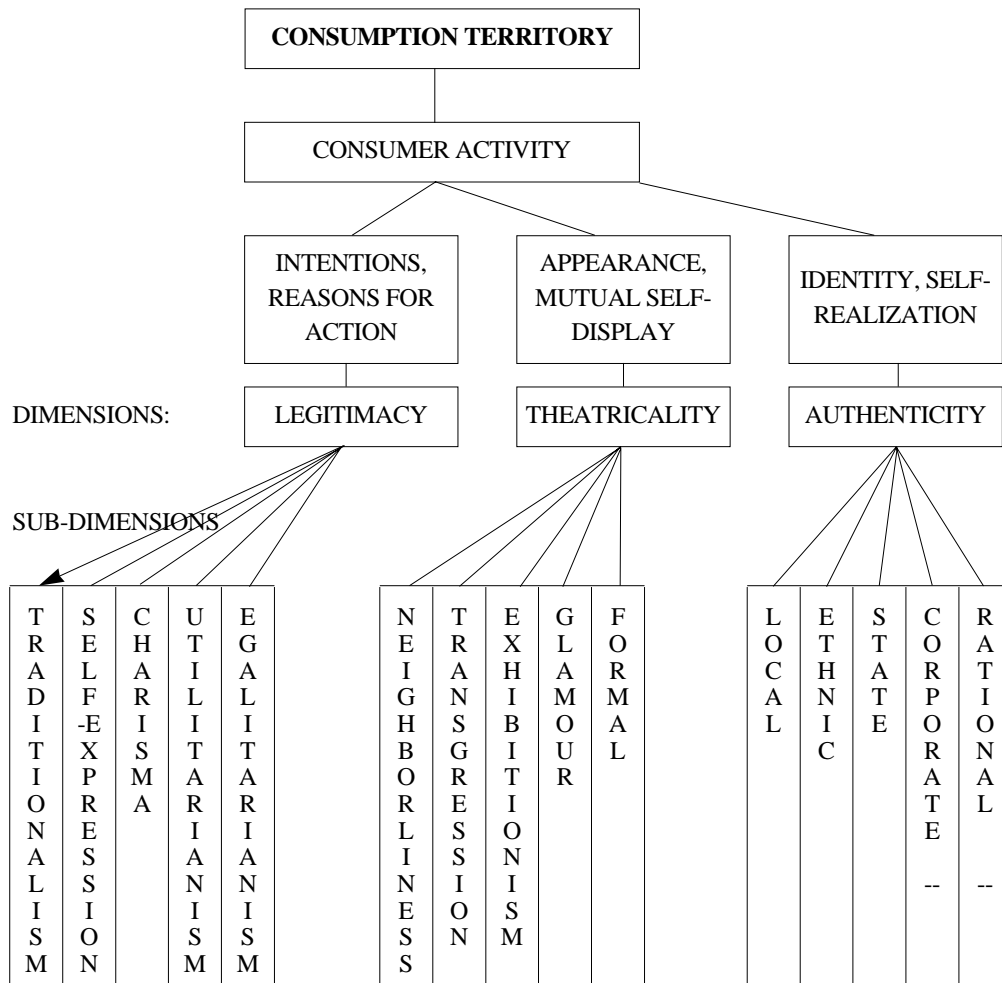 CONSUMPTION TERRITORY
CONSUMER ACTIVITY
INTENTIONS,
REASONS FOR
ACTION
APPEARANCE,
MUTUAL SELF-
DISPLAY
IDENTITY, SELF-
REALIZATION
DIMENSIONS:
LEGITIMACY
THEATRICALITY
AUTHENTICITY
SUB-DIMENSIONS
TRADITIONALISM
SELF-EXPRESSION
CHARISMA
UTILITARIANISM
EGALITARIANISM
NEIGHBORLINESS
TRANSGRESSION
EXHIBITIONISM
GLAMOUR
FORMAL
LOCAL
ETHNIC
STATE
CORPORATE --
RATIONAL --